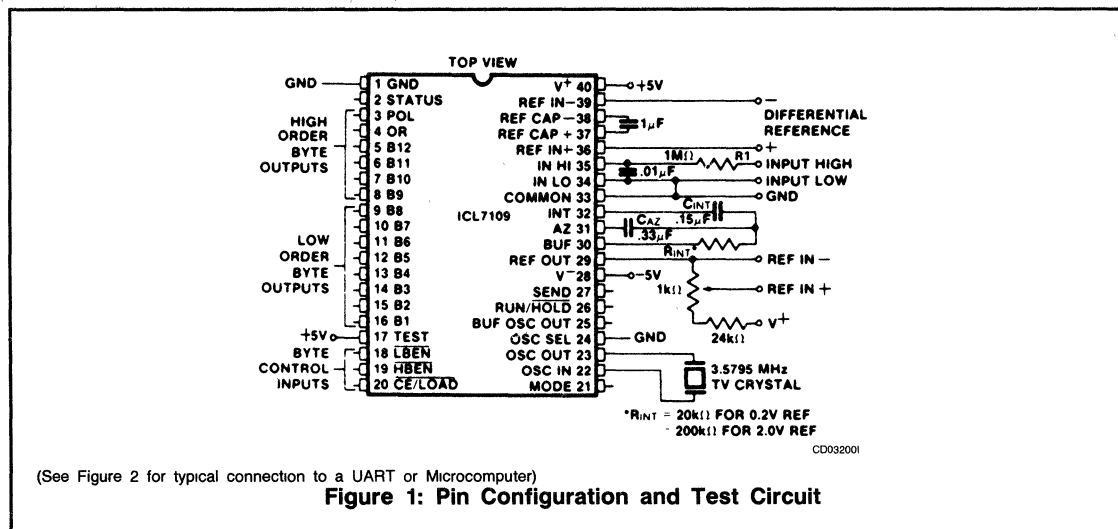 TOP VIEW
GND
1 GND
2 STATUS
3 POL
4 OR
5 B12
6 B11
7 B10
8 B9
9 B8
10 B7
11 B6
12 B5
13 B4
14 B3
15 B2
16 B1
17 TEST
18 LBEN
19 HBEN
20 CE/LOAD
HIGH
ORDER
BYTE
OUTPUTS
LOW
ORDER
BYTE
OUTPUTS
+5V
BYTE
CONTROL
INPUTS
ICL7109
V+ 40
REF IN- 39
REF CAP - 38
REF CAP + 37
REF IN+ 36
IN HI 35
IN LO 34
COMMON 33
INT 32
AZ 31
BUF 30
REF OUT 29
V- 28
SEND 27
RUN/HOLD 26
BUF OSC OUT 25
OSC SEL 24
OSC OUT 23
OSC IN 22
MODE 21
+5V
-
DIFFERENTIAL
REFERENCE
+
1μF
1MΩ R1
INPUT HIGH
.01μF
INPUT LOW
GND
CINT
.15μF
CAZ
.33μF
RINT*
REF IN -
-5V
1kΩ
REF IN +
V+
24kΩ
GND
3.5795 MHz
TV CRYSTAL
*RINT = 20kΩ FOR 0.2V REF
- 200kΩ FOR 2.0V REF
CD03200I
(See Figure 2 for typical connection to a UART or Microcomputer)
Figure 1: Pin Configuration and Test Circuit